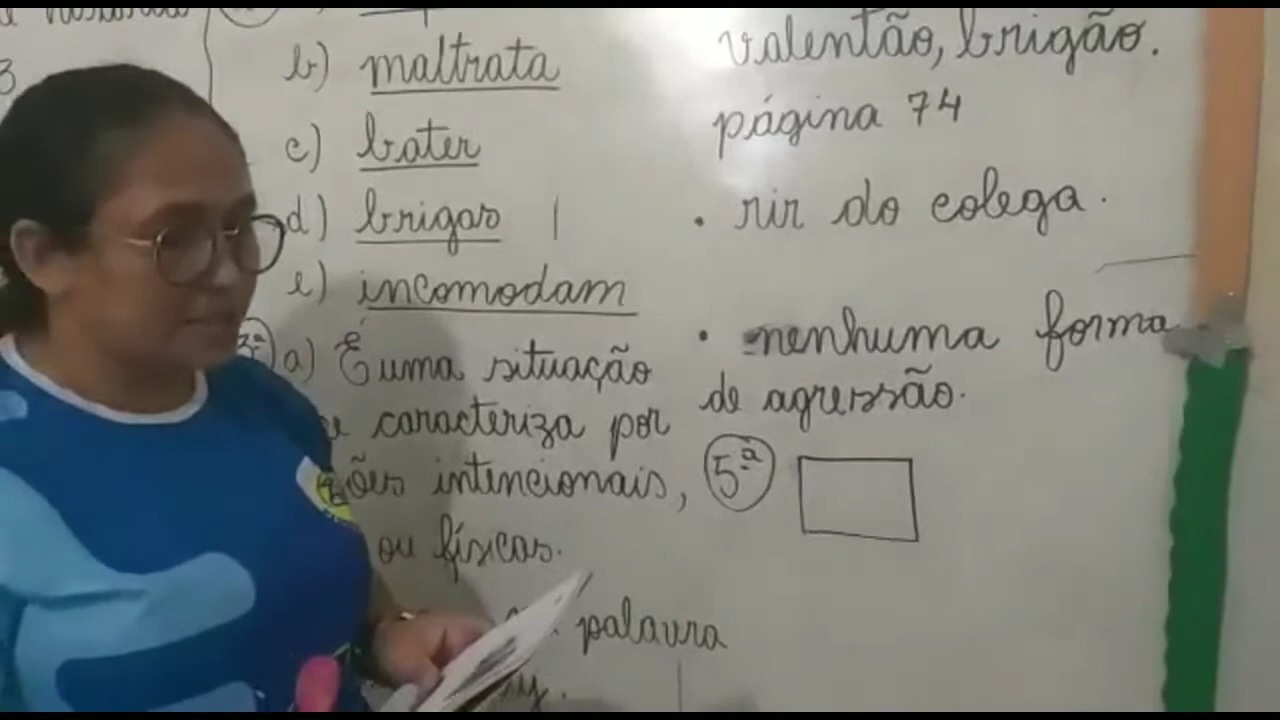 b) maltrata
c) bater
d) brigar
e) incomodam
3ª a) É uma situação
caracteriza por
intencionais,
ou físicas.
palavra
valentão, brigão.
página 74
• rir do colega.
• nenhuma forma
de agressão.
5ª